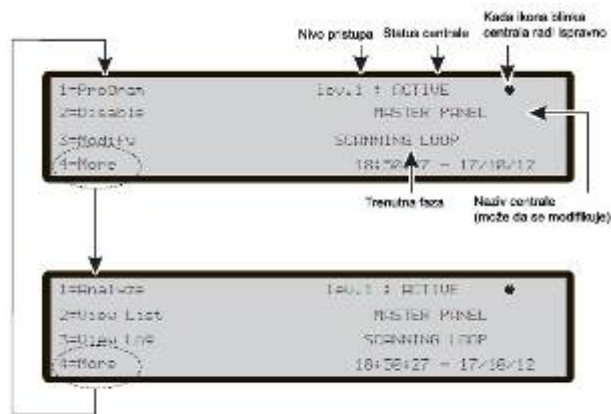 Kada ikona blinka
Nivo pristupa Status centrale centrala radi ispravno
1=ProGram lev.1 : ACTIVE
2=Disable MASTER PANEL
3=Modify SCANNING LOOP
4=More 18:50:27 - 17/10/12
Trenutna faza Naziv centrale
(može da se modifikuje)
1=Analyze lev.1 : ACTIVE
2=View List MASTER PANEL
3=View LOG SCANNING LOOP
4=More 18:50:27 - 17/10/12